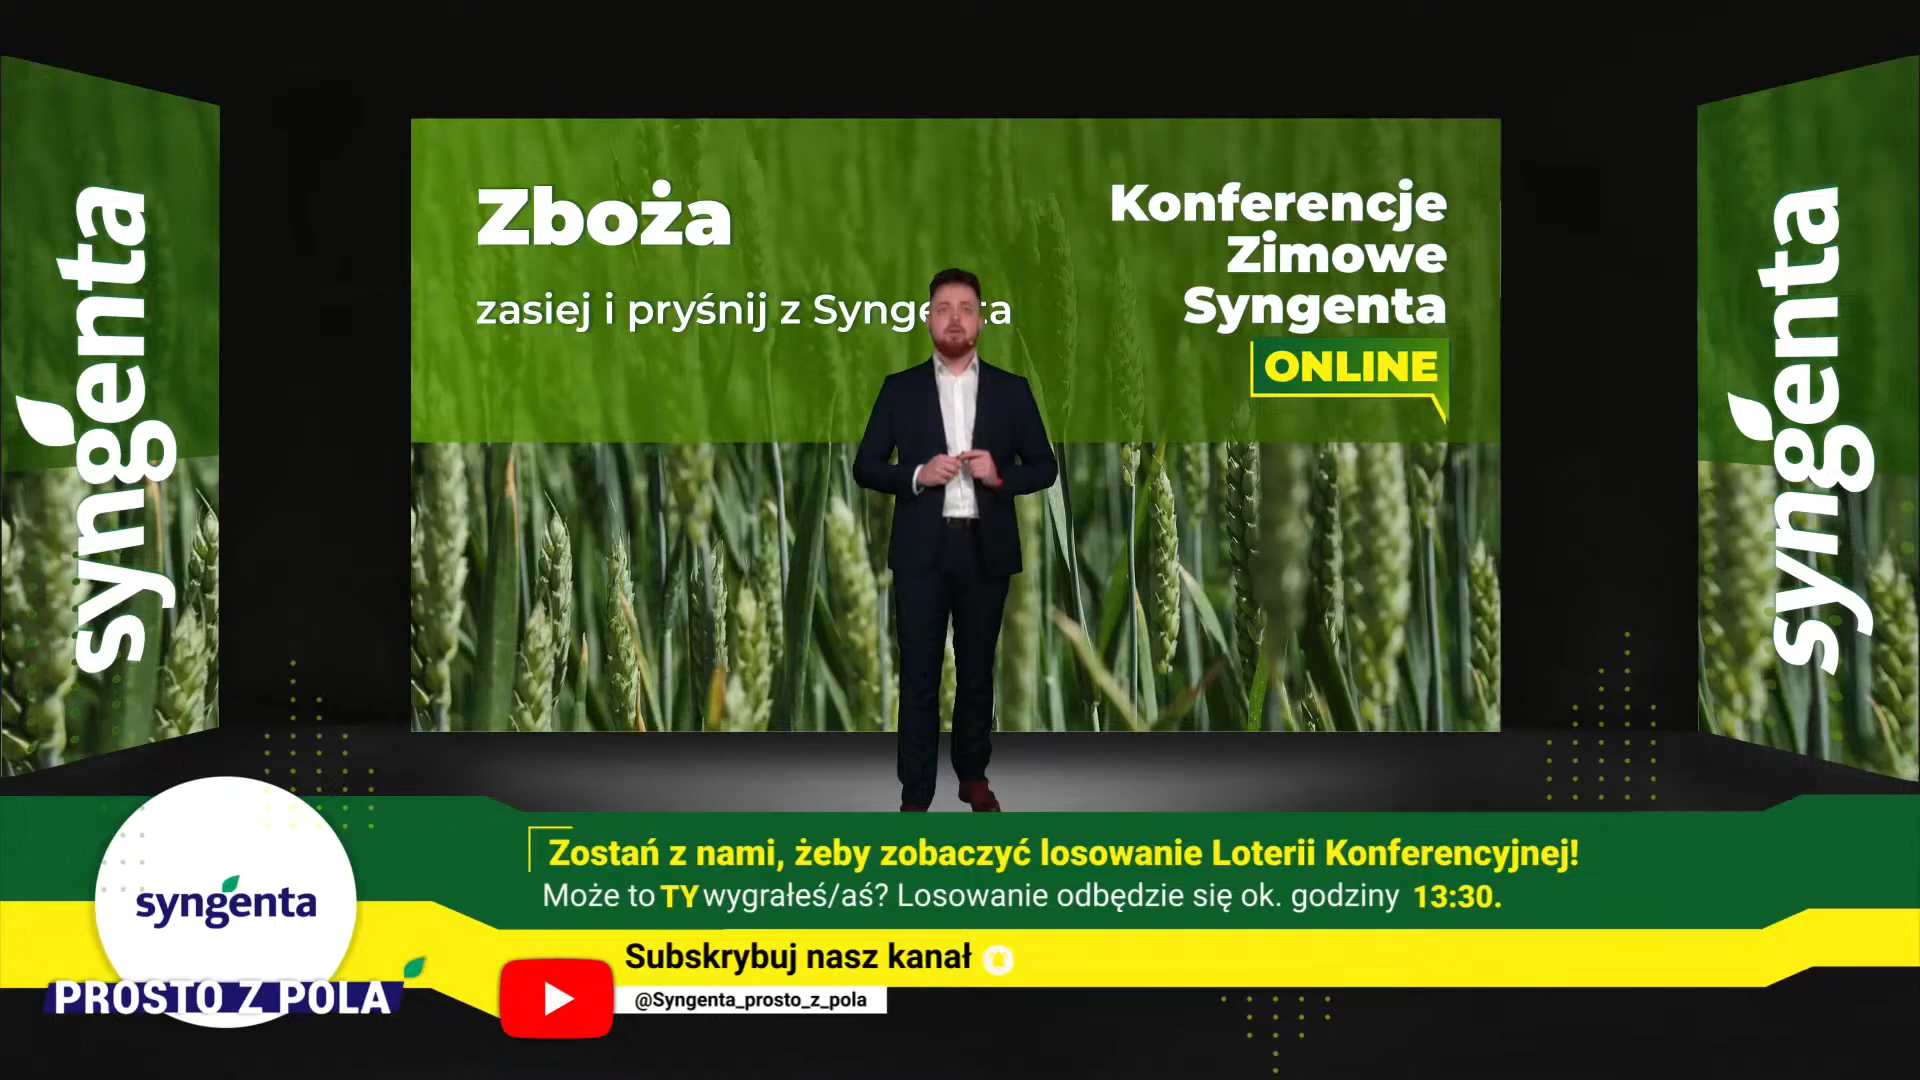 syngenta
Zboża
zasiej i pryśnij z Syngenta
Konferencje
Zimowe
Syngenta
ONLINE
syngenta
Zostań z nami, żeby zobaczyć losowanie Loterii Konferencyjnej!
Może to TY wygrałeś/aś? Losowanie odbędzie się ok. godziny 13:30.
syngenta
PROSTO Z POLA
Subskrybuj nasz kanał
@Syngenta_prosto_z_pola